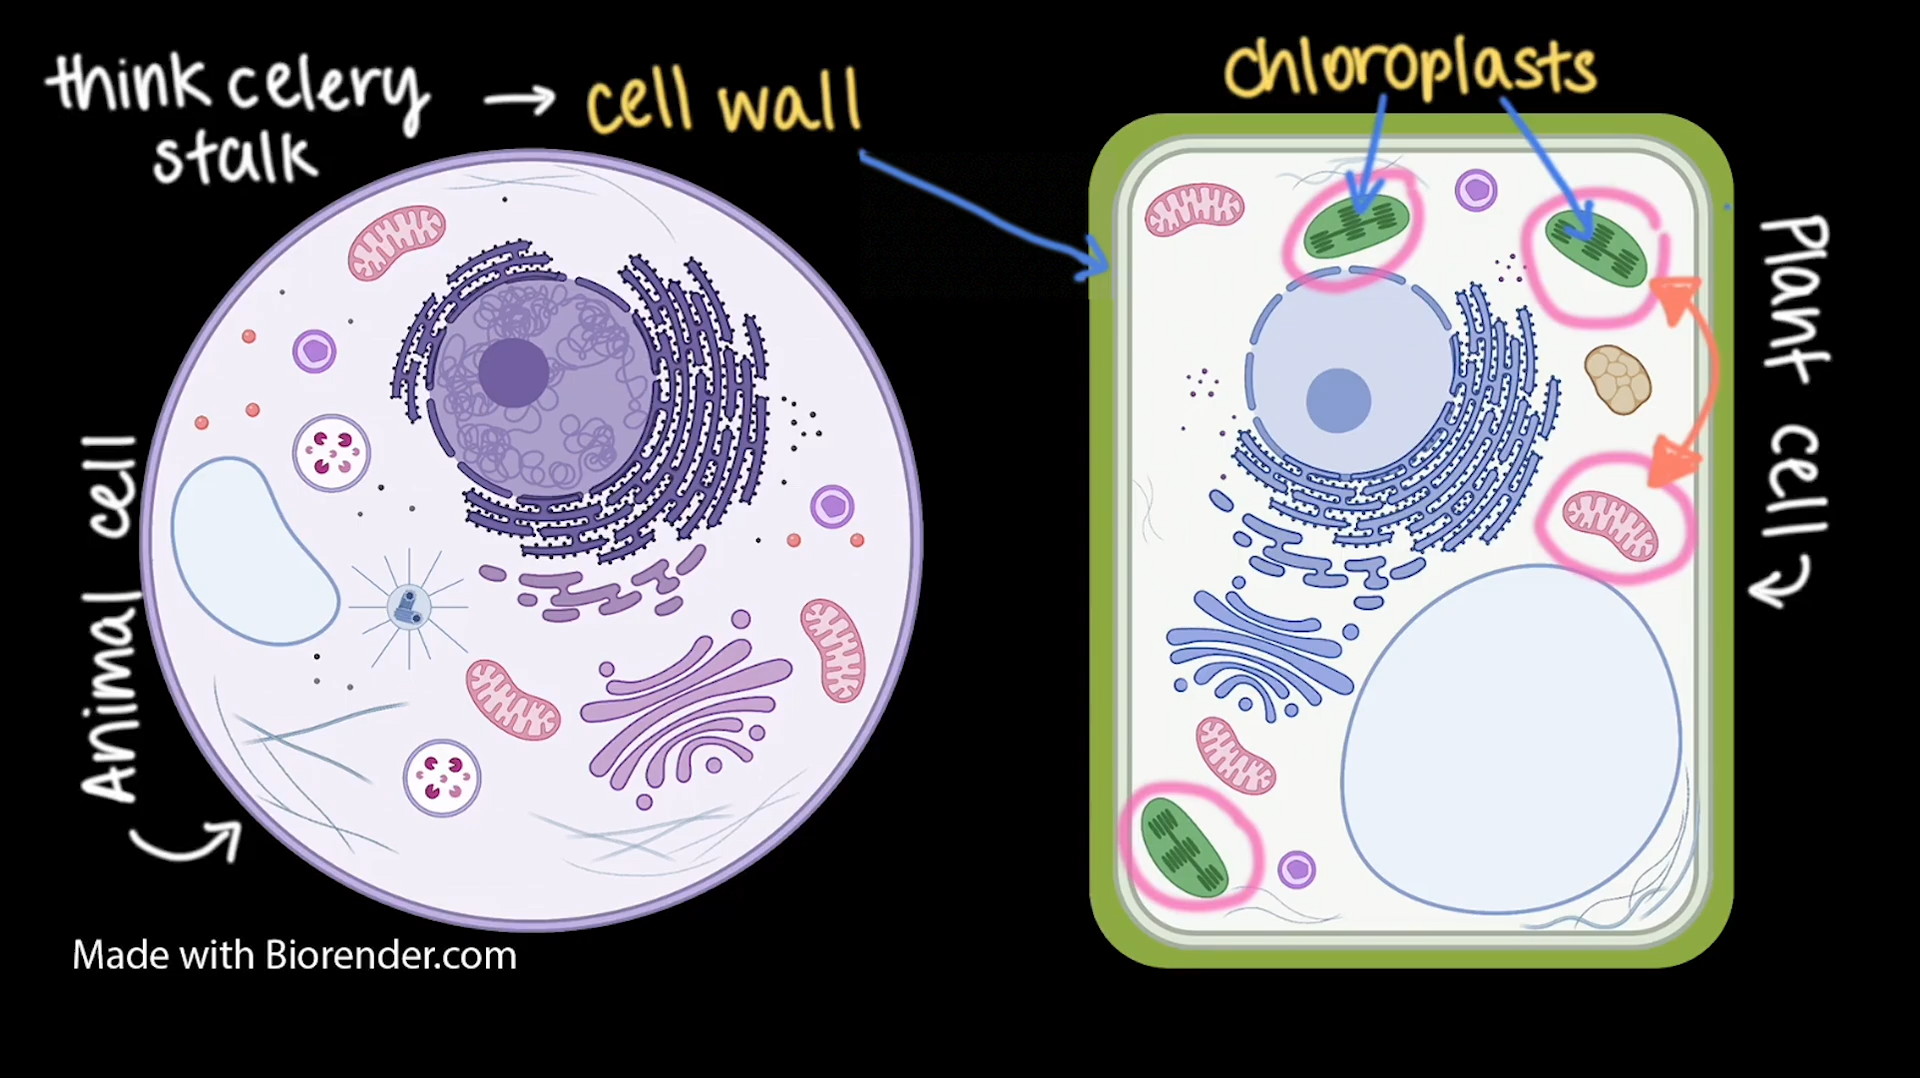 think celery → cell wall
stalk
chloroplasts
Animal cell
Plant cell
Made with Biorender.com